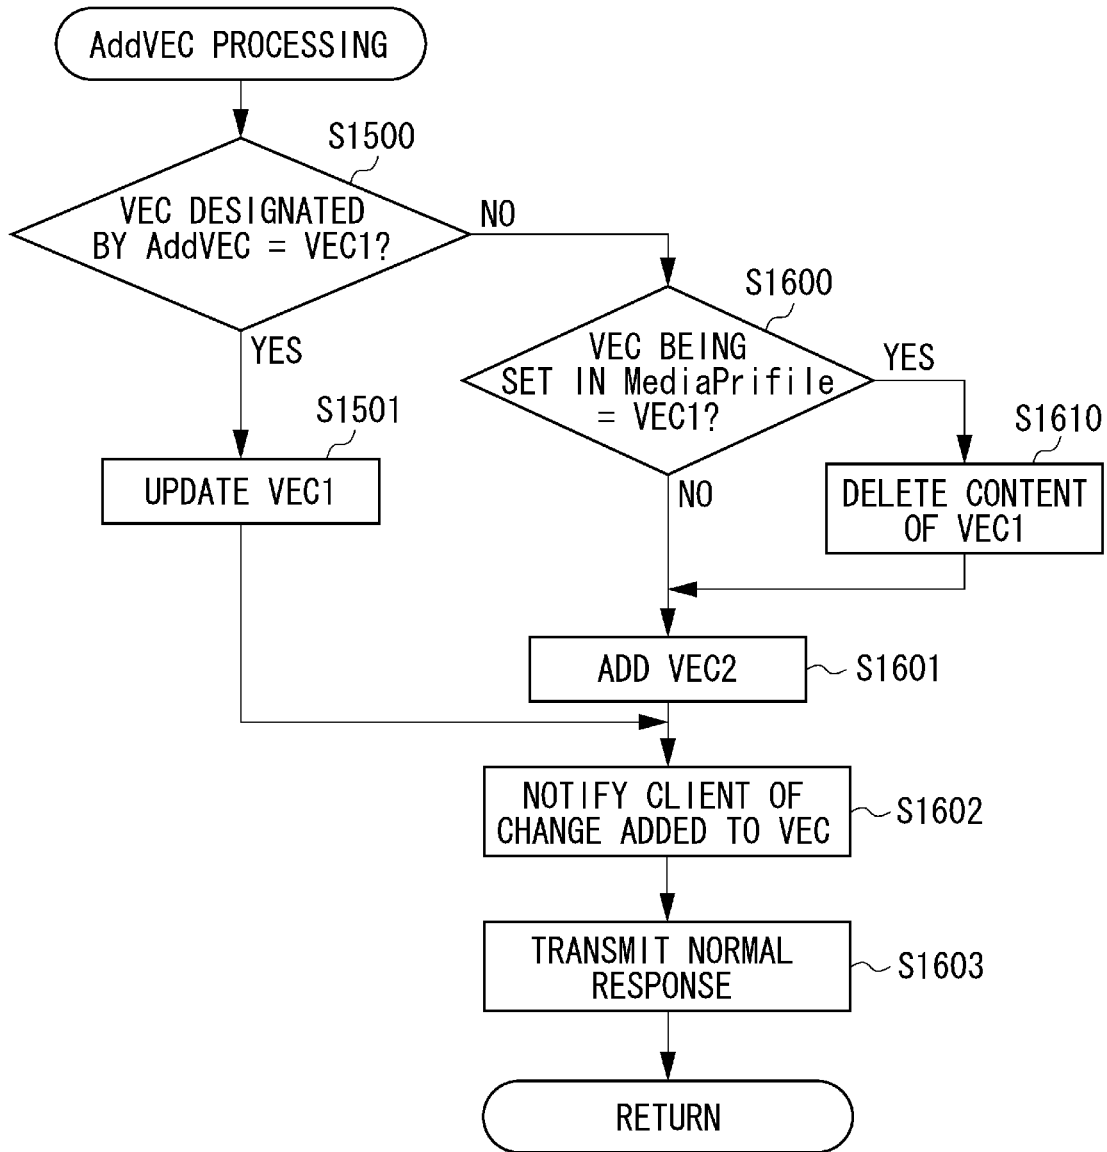 AddVEC PROCESSING
S1500
VEC DESIGNATED
BY AddVEC = VEC1?
NO
YES
S1600
VEC BEING
SET IN MediaPrifile
= VEC1?
YES
NO
S1501
UPDATE VEC1
S1610
DELETE CONTENT
OF VEC1
ADD VEC2
S1601
NOTIFY CLIENT OF
CHANGE ADDED TO VEC
S1602
TRANSMIT NORMAL
RESPONSE
S1603
RETURN